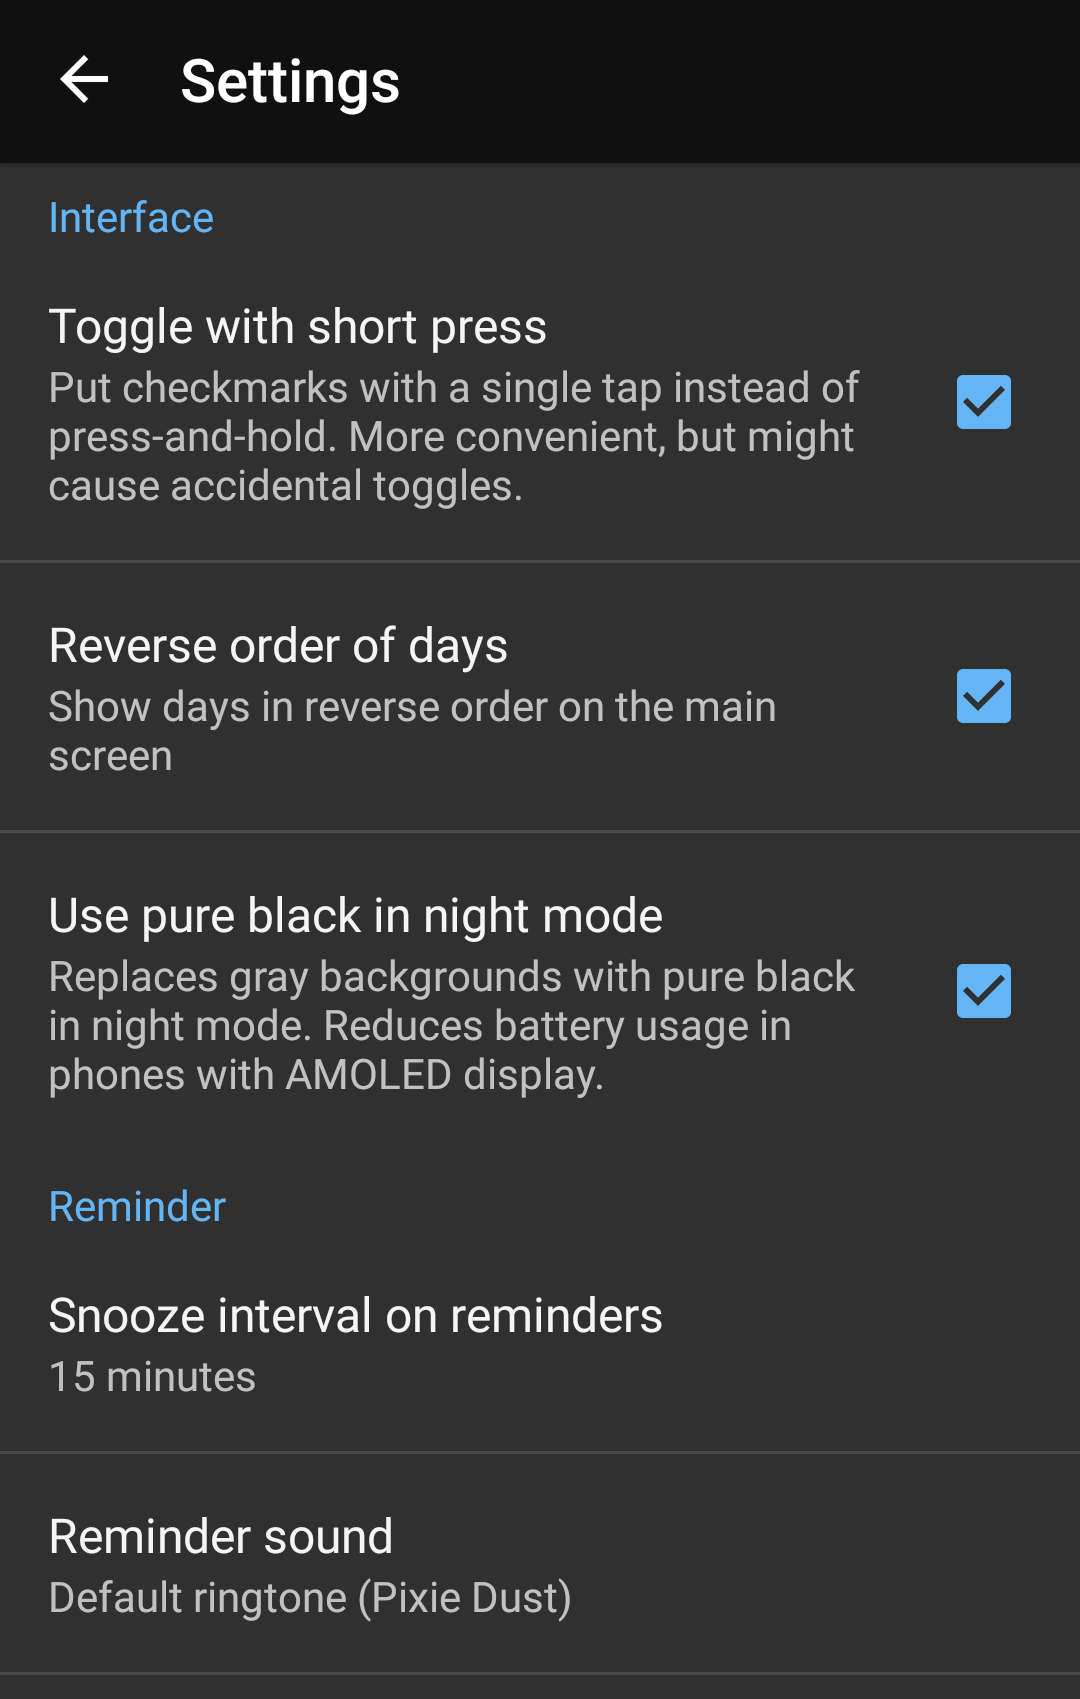 Settings
Interface
Toggle with short press
Put checkmarks with a single tap instead of
press-and-hold. More convenient, but might
cause accidental toggles.
Reverse order of days
Show days in reverse order on the main
screen
Use pure black in night mode
Replaces gray backgrounds with pure black
in night mode. Reduces battery usage in
phones with AMOLED display.
Reminder
Snooze interval on reminders
15 minutes
Reminder sound
Default ringtone (Pixie Dust)